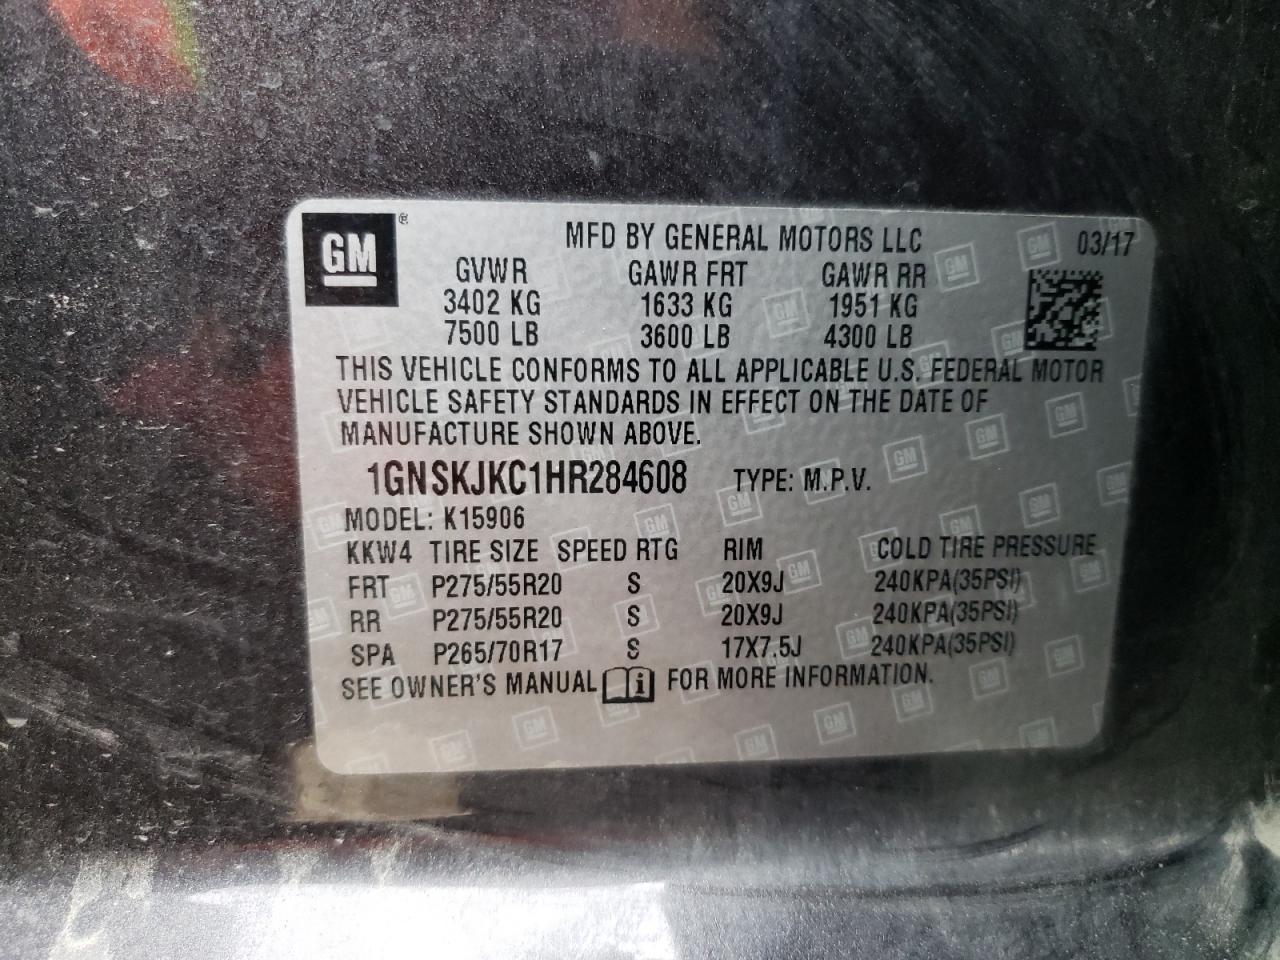 GM ®
MFD BY GENERAL MOTORS LLC 03/17
GVWR GAWR FRT GAWR RR
3402 KG 1633 KG 1951 KG
7500 LB 3600 LB 4300 LB
THIS VEHICLE CONFORMS TO ALL APPLICABLE U.S. FEDERAL MOTOR
VEHICLE SAFETY STANDARDS IN EFFECT ON THE DATE OF
MANUFACTURE SHOWN ABOVE.
1GNSKJKC1HR284608 TYPE: M.P.V.
MODEL: K15906
KKW4 TIRE SIZE SPEED RTG RIM COLD TIRE PRESSURE
FRT P275/55R20 S 20X9J 240KPA(35PSI)
RR P275/55R20 S 20X9J 240KPA(35PSI)
SPA P265/70R17 S 17X7.5J 240KPA(35PSI)
SEE OWNER'S MANUAL i FOR MORE INFORMATION.